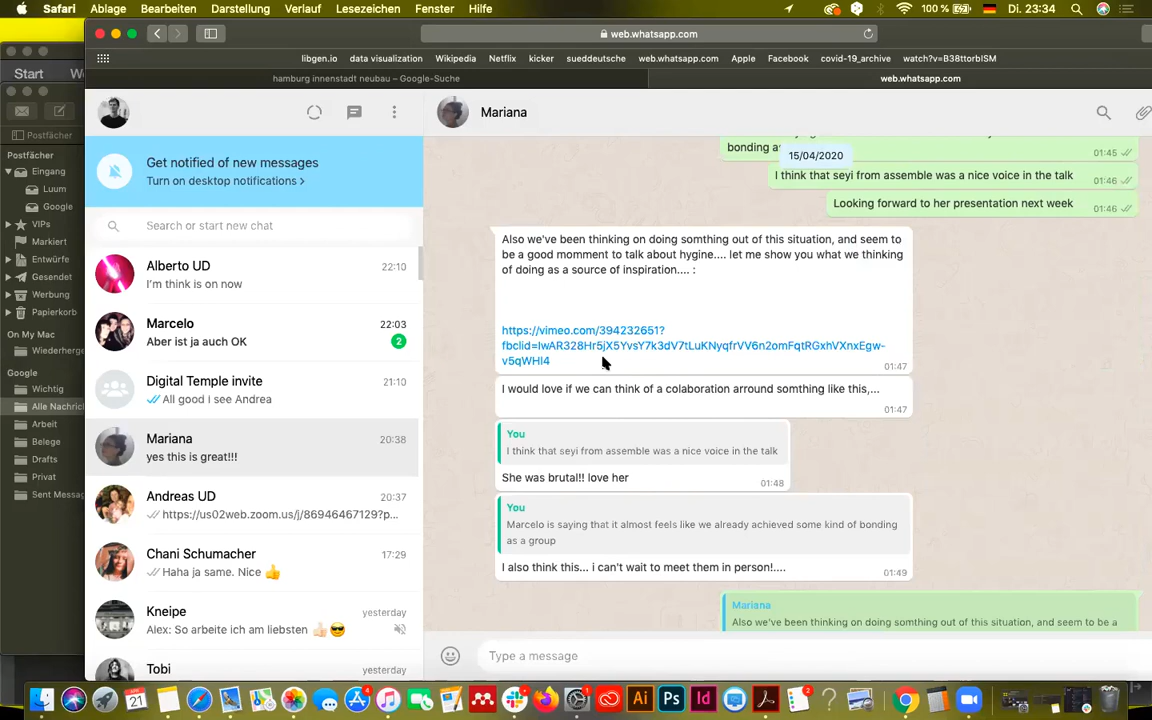 Safari Ablage Bearbeiten Darstellung Verlauf Lesezeichen Fenster Hilfe 100 % Di. 23:34
web.whatsapp.com
libgen.io data visualization Wikipedia Netflix kicker sueddeutsche web.whatsapp.com Apple Facebook covid-19_archive watch?v=B38ttorbISM
hamburg innenstadt neubau – Google-Suche
web.whatsapp.com
Start
Postfächer
Postfächer
Eingang
Luum
Google
VIPs
Markiert
Entwürfe
Gesendet
Werbung
Papierkorb
On My Mac
Wiederherge
Google
Wichtig
Alle Nachric
Arbeit
Belege
Drafts
Privat
Sent Messag
Get notified of new messages
Turn on desktop notifications >
Search or start new chat
Alberto UD 22:10
I'm think is on now
Marcelo 22:03
Aber ist ja auch OK 2
Digital Temple invite 21:10
All good i see Andrea
Mariana 20:38
yes this is great!!!
Andreas UD 20:37
https://us02web.zoom.us/j/86946467129?p...
Chani Schumacher 17:29
Haha ja same. Nice 👍
Kneipe yesterday
Alex: So arbeite ich am liebsten 👍😎
Tobi yesterday
Mariana
bonding as
01:45
15/04/2020
I think that seyi from assemble was a nice voice in the talk 01:46
Looking forward to her presentation next week 01:46
Also we've been thinking on doing somthing out of this situation, and seem to
be a good momment to talk about hygine.... let me show you what we thinking
of doing as a source of inspiration.... :
https://vimeo.com/394232651?
fbclid=IwAR328Hr5jX5YvsY7k3dV7tLuKNyqfrVV6n2omFqtRGxhVXnxEgw-
v5qWHI4 01:47
I would love if we can think of a colaboration arround somthing like this,...
01:47
You
I think that seyi from assemble was a nice voice in the talk
She was brutal!! love her 01:48
You
Marcelo is saying that it almost feels like we already achieved some kind of bonding
as a group
I also think this... i can't wait to meet them in person!.... 01:49
Mariana
Also we've been thinking on doing somthing out of this situation, and seem to be a
Type a message
APR
21
4
1
Ai Ps Id
2